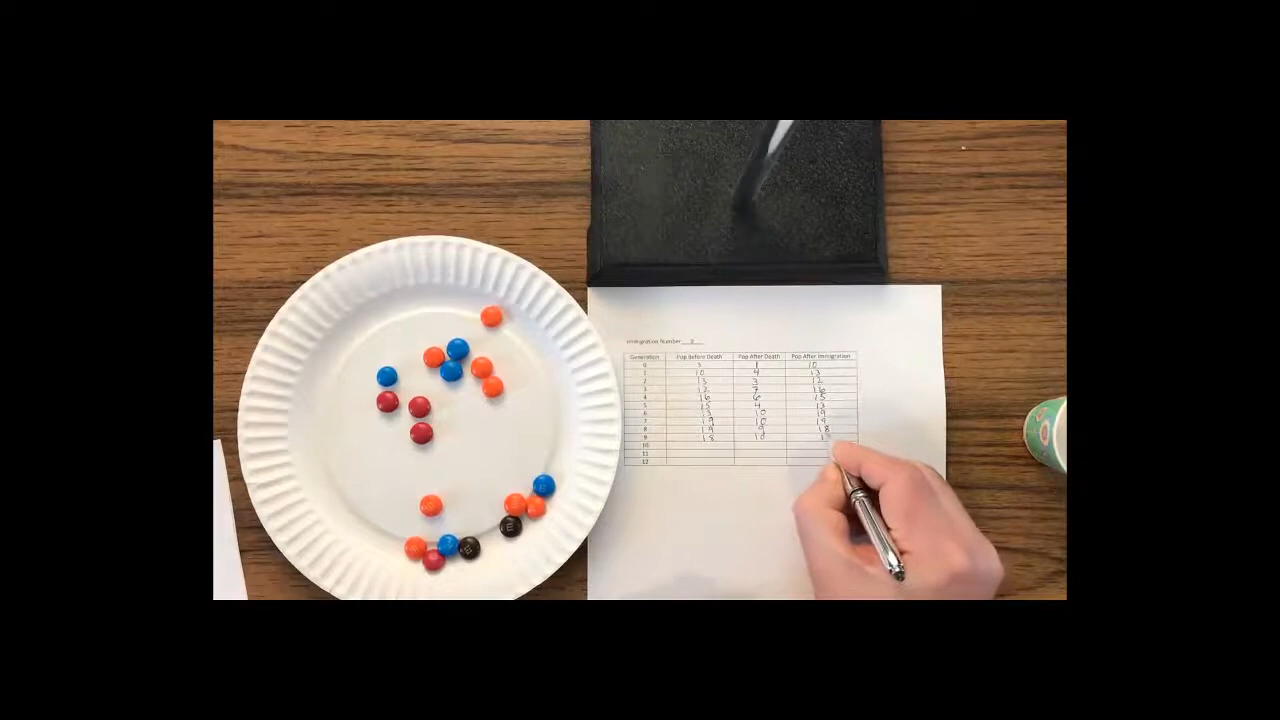 Immigration Number 9
Generation Pop Before Death Pop After Death Pop After Immigration
0 1 10
1 10 4 13
2 13 3 12
3 12 7 16
4 16 6 15
5 15 4 13
6 13 10 19
7 19 10 19
8 19 9 18
9 18 10
10
11
12